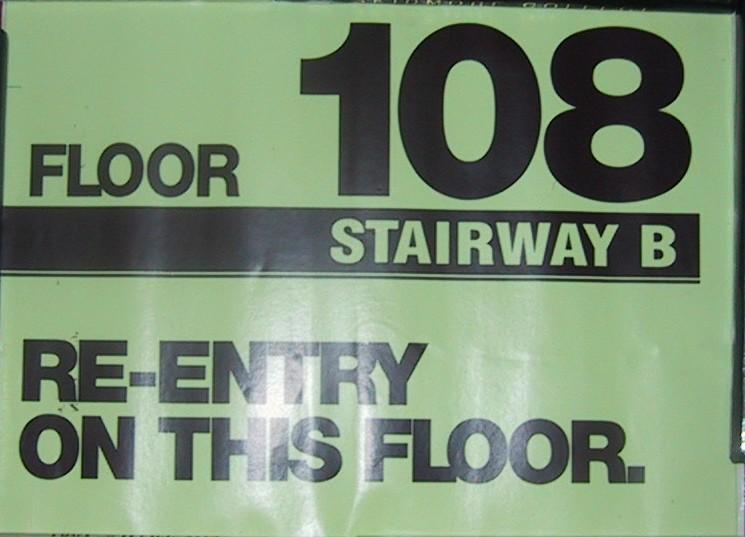 FLOOR 108
STAIRWAY B
RE-ENTRY
ON THIS FLOOR.